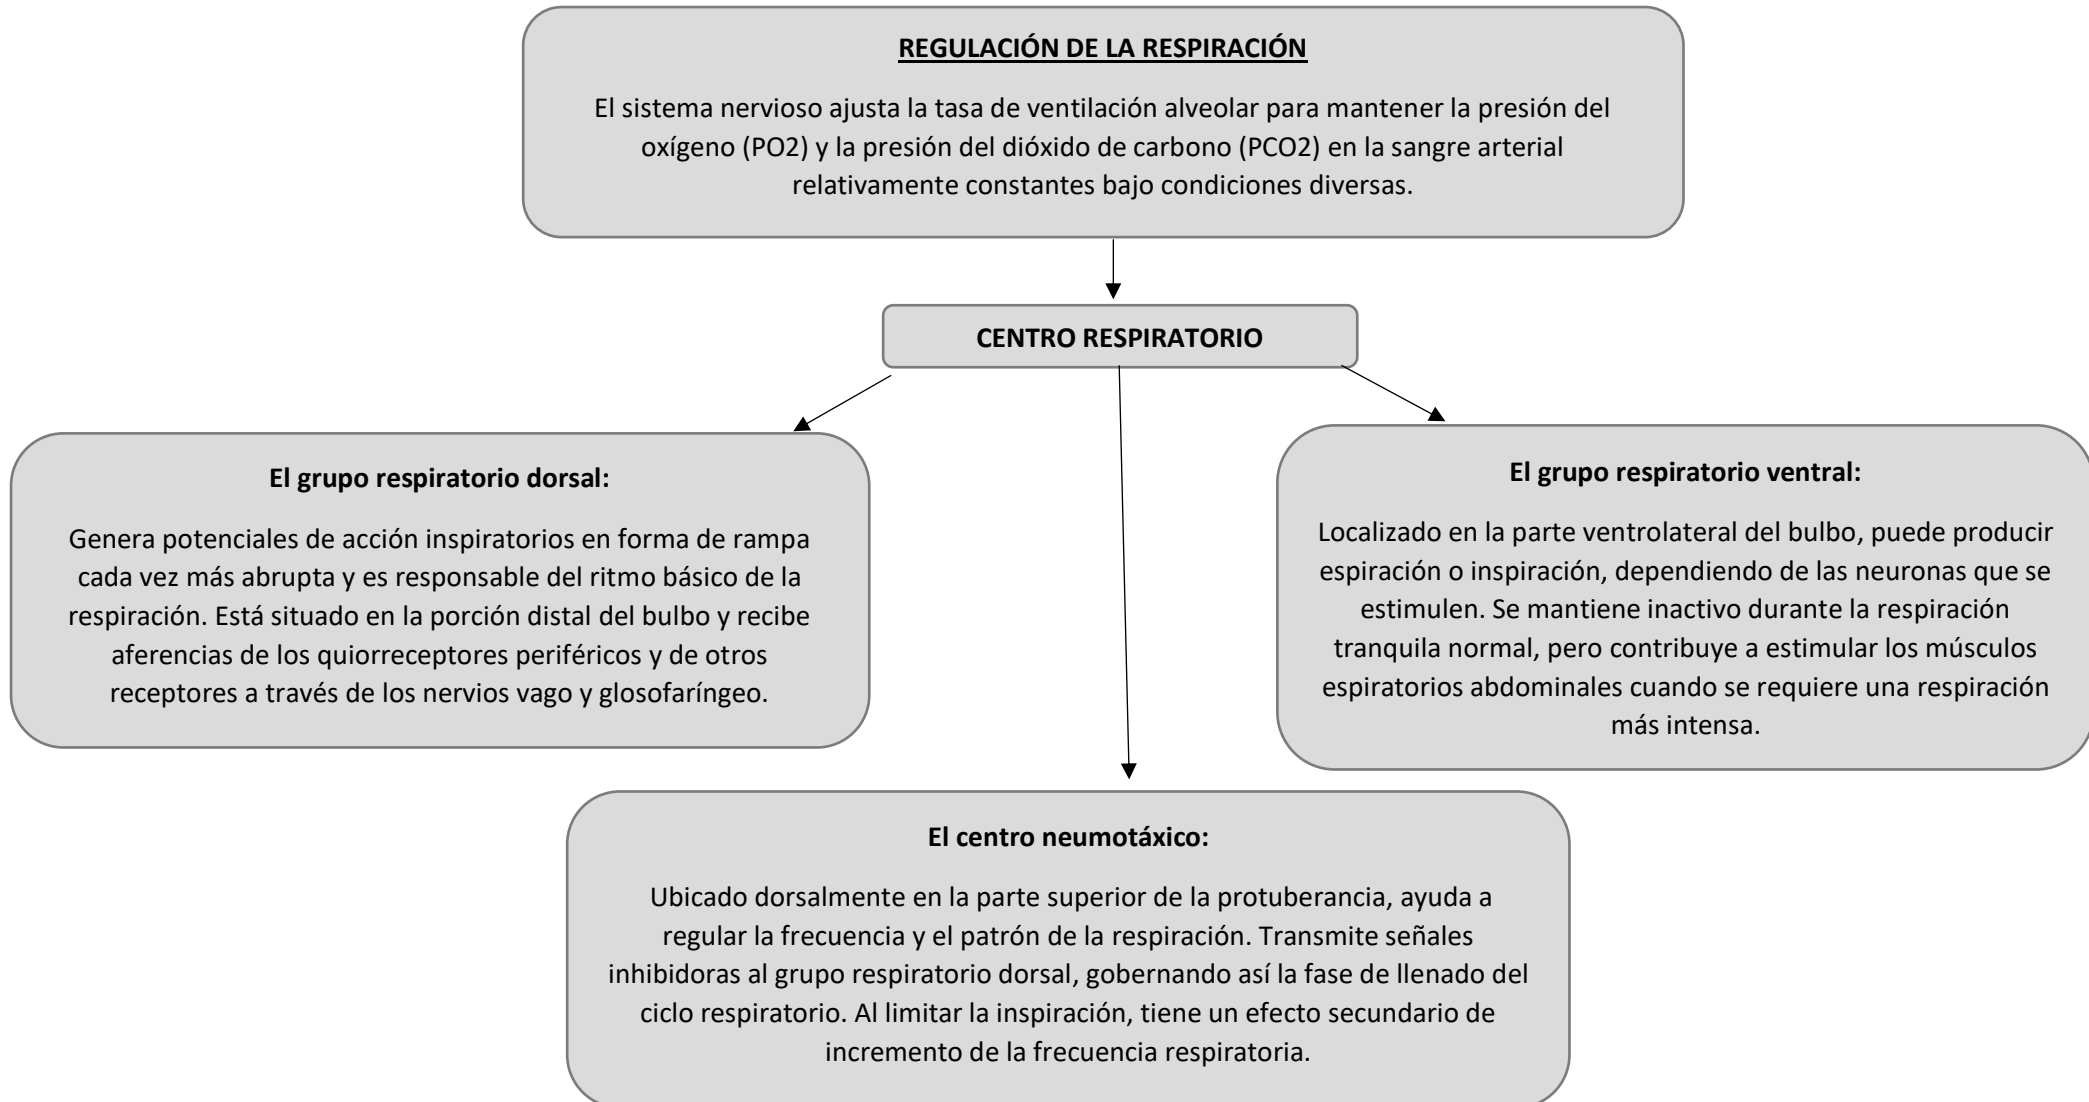 REGULACIÓN DE LA RESPIRACIÓN
El sistema nervioso ajusta la tasa de ventilación alveolar para mantener la presión del
oxígeno (PO2) y la presión del dióxido de carbono (PCO2) en la sangre arterial
relativamente constantes bajo condiciones diversas.
CENTRO RESPIRATORIO
El grupo respiratorio dorsal:
Genera potenciales de acción inspiratorios en forma de rampa
cada vez más abrupta y es responsable del ritmo básico de la
respiración. Está situado en la porción distal del bulbo y recibe
aferencias de los quiorreceptores periféricos y de otros
receptores a través de los nervios vago y glosofaríngeo.
El grupo respiratorio ventral:
Localizado en la parte ventrolateral del bulbo, puede producir
espiración o inspiración, dependiendo de las neuronas que se
estimulen. Se mantiene inactivo durante la respiración
tranquila normal, pero contribuye a estimular los músculos
espiratorios abdominales cuando se requiere una respiración
más intensa.
El centro neumotáxico:
Ubicado dorsalmente en la parte superior de la protuberancia, ayuda a
regular la frecuencia y el patrón de la respiración. Transmite señales
inhibidoras al grupo respiratorio dorsal, gobernando así la fase de llenado del
ciclo respiratorio. Al limitar la inspiración, tiene un efecto secundario de
incremento de la frecuencia respiratoria.